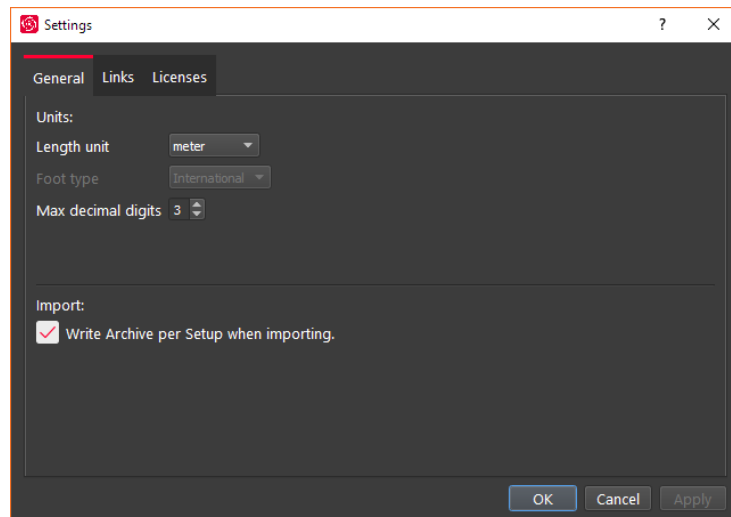 Settings
General Links Licenses
Units:
Length unit meter
Foot type International
Max decimal digits 3
Import:
Write Archive per Setup when importing.
OK Cancel Apply